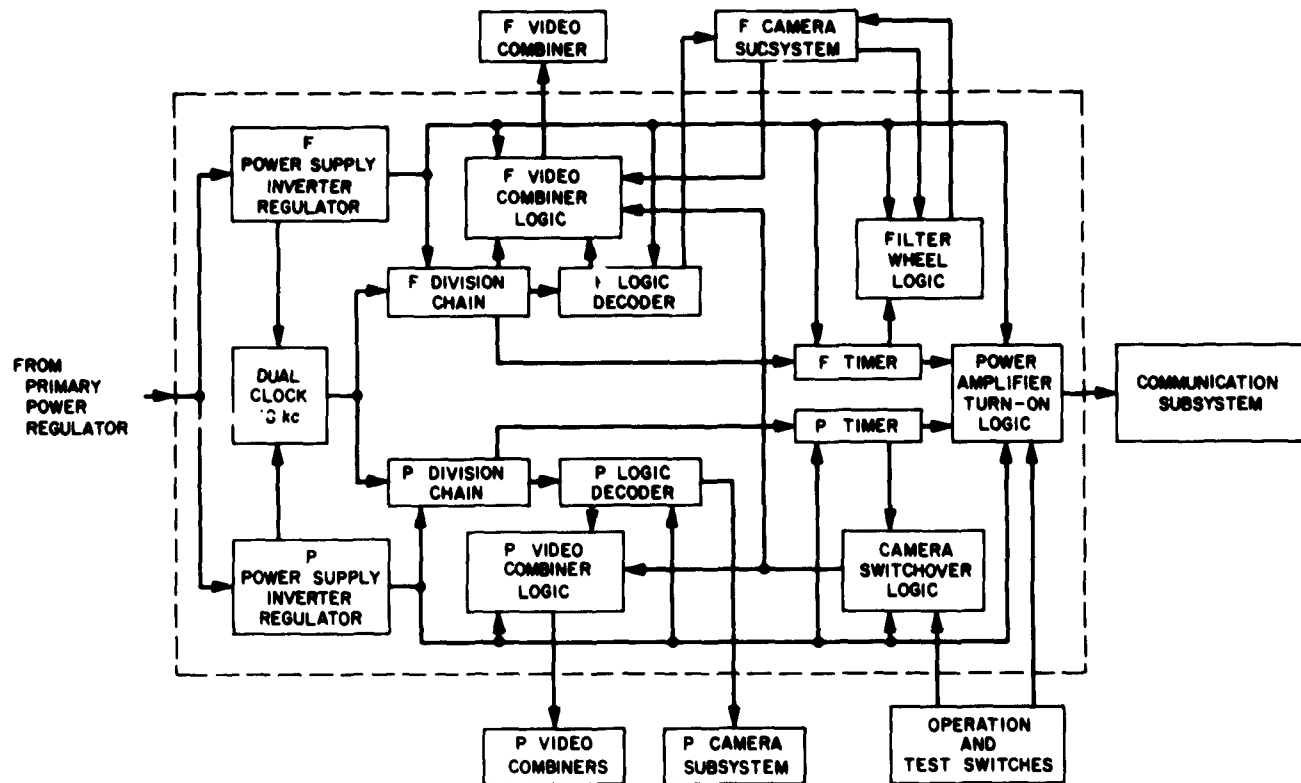 F VIDEO
COMBINER
F CAMERA
SUCSYSTEM
F
POWER SUPPLY
INVERTER
REGULATOR
F VIDEO
COMBINER
LOGIC
FILTER
WHEEL
LOGIC
F DIVISION
CHAIN
LOGIC
DECODER
FROM
PRIMARY
POWER
REGULATOR
DUAL
CLOCK
kc
F TIMER
POWER
AMPLIFIER
TURN-ON
LOGIC
COMMUNICATION
SUBSYSTEM
P TIMER
P DIVISION
CHAIN
P LOGIC
DECODER
P
POWER SUPPLY
INVERTER
REGULATOR
P VIDEO
COMBINER
LOGIC
CAMERA
SWITCHOVER
LOGIC
P VIDEO
COMBINERS
P CAMERA
SUBSYSTEM
OPERATION
AND
TEST SWITCHES